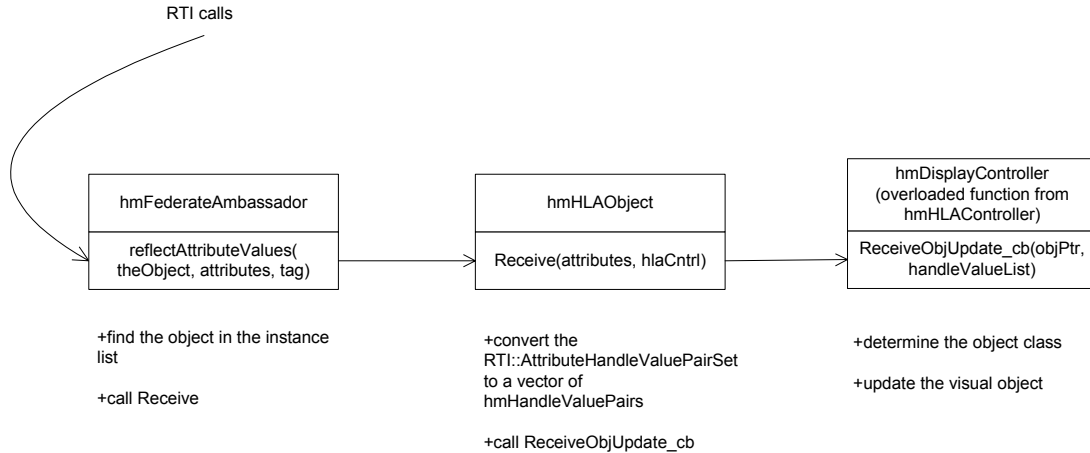 RTI calls
hmFederateAmbassador
reflectAttributeValues(
theObject, attributes, tag)
+find the object in the instance
list
+call Receive
hmHLAObject
Receive(attributes, hlaCntrl)
+convert the
RTI::AttributeHandleValuePairSet
to a vector of
hmHandleValuePairs
+call ReceiveObjUpdate_cb
hmDisplayController
(overloaded function from
hmHLAController)
ReceiveObjUpdate_cb(objPtr,
handleValueList)
+determine the object class
+update the visual object